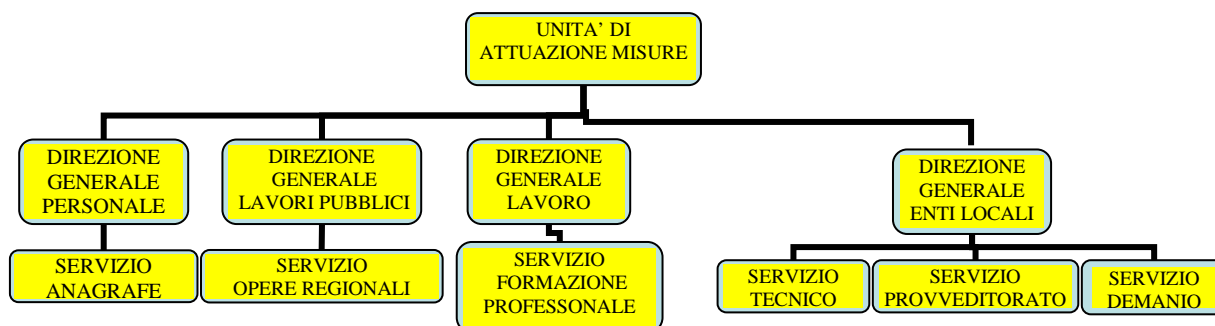 UNITA’ DI
ATTUAZIONE MISURE
DIREZIONE
GENERALE
PERSONALE
DIREZIONE
GENERALE
LAVORI PUBBLICI
DIREZIONE
GENERALE
LAVORO
DIREZIONE
GENERALE
ENTI LOCALI
SERVIZIO
ANAGRAFE
SERVIZIO
OPERE REGIONALI
SERVIZIO
FORMAZIONE
PROFESSONALE
SERVIZIO
TECNICO
SERVIZIO
PROVVEDITORATO
SERVIZIO
DEMANIO